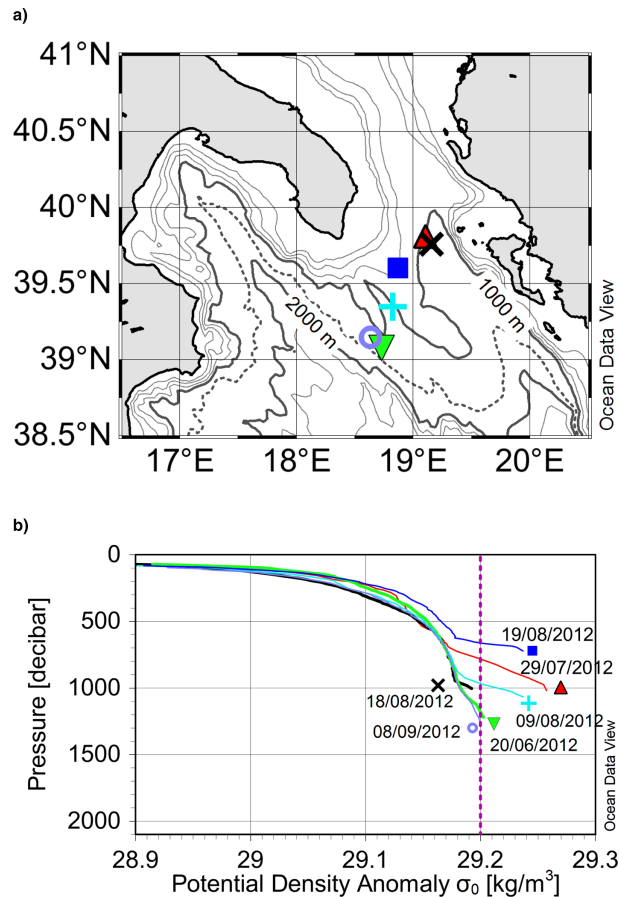 a)
41°N
40.5°N
40°N
39.5°N
39°N
38.5°N
2000 m
1000 m
17°E 18°E 19°E 20°E
Ocean Data View
b)
0
500
1000
1500
2000
Pressure [decibar]
19/08/2012
29/07/2012
18/08/2012
09/08/2012
08/09/2012
20/06/2012
28.9 29 29.1 29.2 29.3
Potential Density Anomaly σ₀ [kg/m³]
Ocean Data View